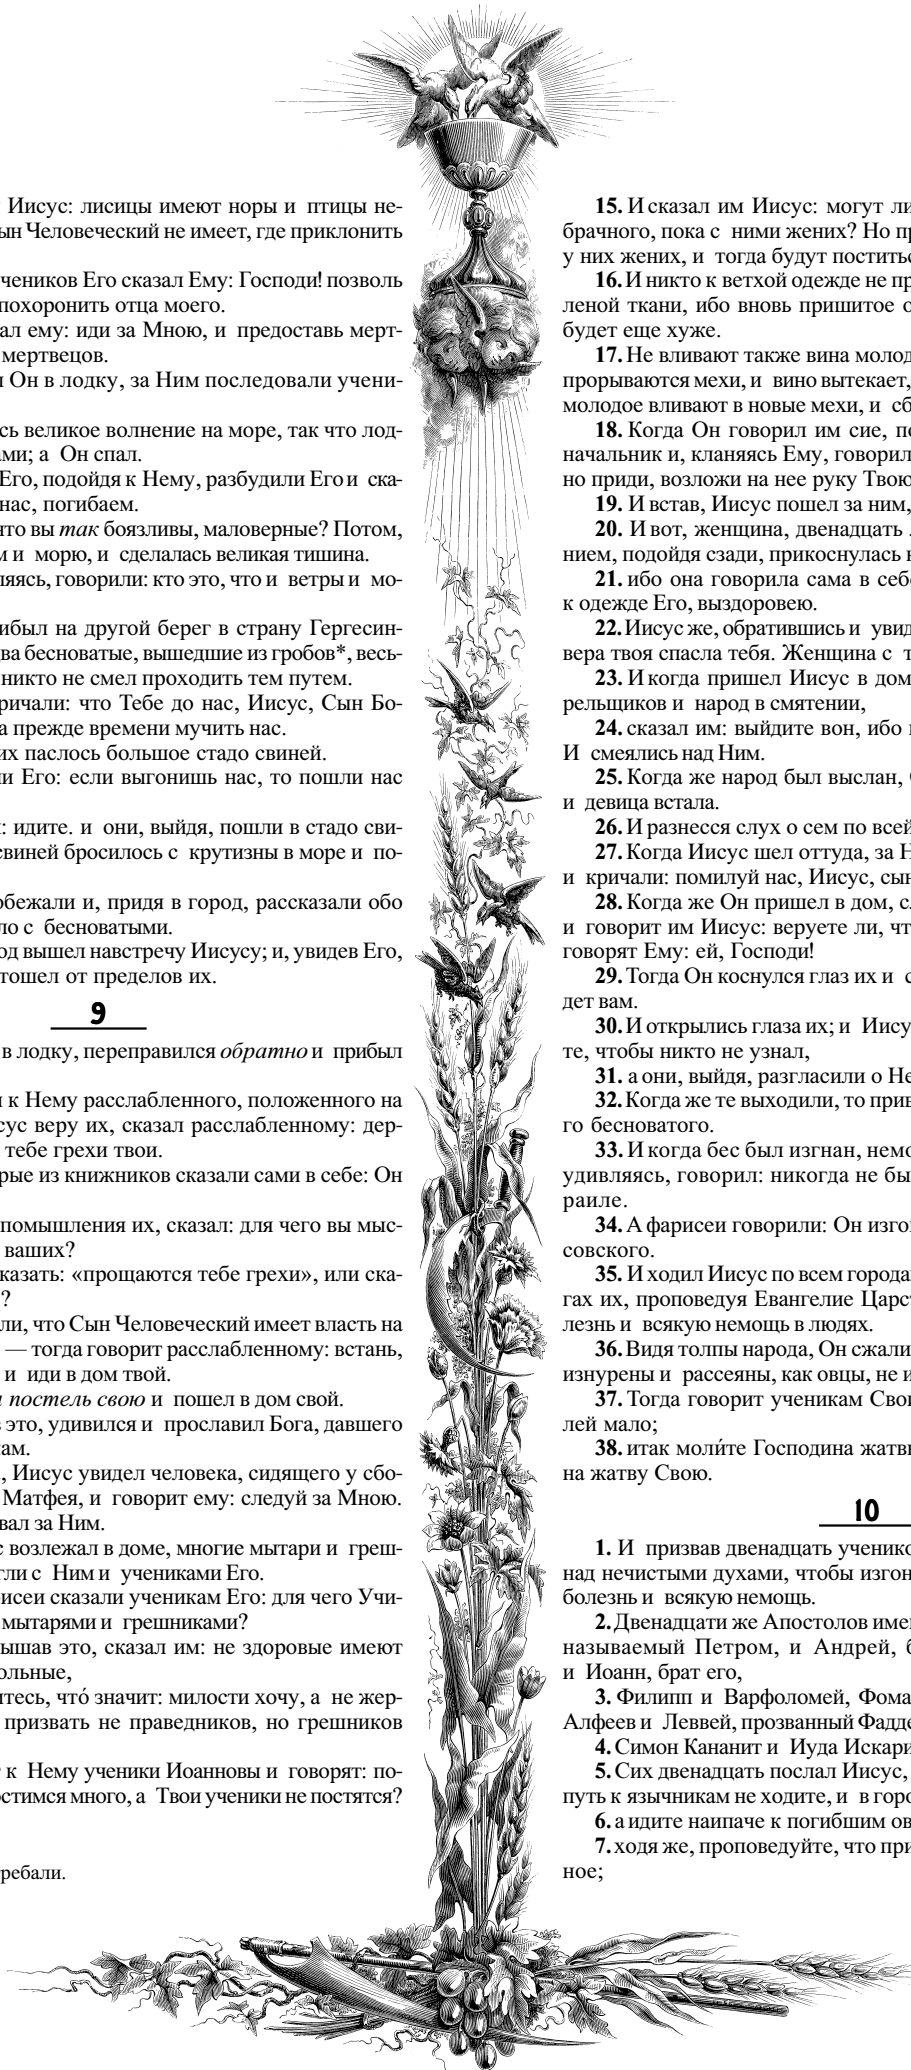 Иисус: лисицы имеют норы и птицы не-
ын Человеческий не имеет, где приклонить
чеников Его сказал Ему: Господи! позволь
похоронить отца моего.
ал ему: иди за Мною, и предоставь мерт-
мертвецов.
Он в лодку, за Ним последовали учени-
сь великое волнение на море, так что лод-
ами; а Он спал.
Его, подойдя к Нему, разбудили Его и ска-
нас, погибаем.
что вы так боязливы, маловерные? Потом,
м и морю, и сделалась великая тишина.
ляясь, говорили: кто это, что и ветры и мо-
ибыл на другой берег в страну Гергесин-
два бесноватые, вышедшие из гробов*, весь-
никто не смел проходить тем путем.
ричали: что Тебе до нас, Иисус, Сын Бо-
а прежде времени мучить нас.
их паслось большое стадо свиней.
ли Его: если выгонишь нас, то пошли нас
: идите. и они, выйдя, пошли в стадо сви-
свиней бросилось с крутизны в море и по-
обежали и, придя в город, рассказали обо
ло с бесноватыми.
од вышел навстречу Иисусу; и, увидев Его,
тошел от пределов их.
9
в лодку, переправился обратно и прибыл
и к Нему расслабленного, положенного на
сус веру их, сказал расслабленному: дер-
тебе грехи твои.
рые из книжников сказали сами в себе: Он
помышления их, сказал: для чего вы мыс-
ваших?
казать: «прощаются тебе грехи», или ска-
?
ли, что Сын Человеческий имеет власть на
— тогда говорит расслабленному: встань,
и иди в дом твой.
постель свою и пошел в дом свой.
в это, удивился и прославил Бога, давшего
ам.
, Иисус увидел человека, сидящего у сбо-
Матфея, и говорит ему: следуй за Мною.
вал за Ним.
с возлежал в доме, многие мытари и греш-
гли с Ним и учениками Его.
исеи сказали ученикам Его: для чего Учи-
мытарями и грешниками?
ышав это, сказал им: не здоровые имеют
ольные,
итесь, что́ значит: милости хочу, а не жер-
призвать не праведников, но грешников
к Нему ученики Иоанновы и говорят: по-
остимся много, а Твои ученики не постятся?
гребали.
15. И сказал им Иисус: могут ли
брачного, пока с ними жених? Но пр
у них жених, и тогда будут поститьс
16. И никто к ветхой одежде не пр
леной ткани, ибо вновь пришитое о
будет еще хуже.
17. Не вливают также вина молод
прорываются мехи, и вино вытекает,
молодое вливают в новые мехи, и сб
18. Когда Он говорил им сие, по
начальник и, кланяясь Ему, говорил
но приди, возложи на нее руку Твою
19. И встав, Иисус пошел за ним,
20. И вот, женщина, двенадцать
нием, подойдя сзади, прикоснулась
21. ибо она говорила сама в себе
к одежде Его, выздоровею.
22. Иисус же, обратившись и увид
вера твоя спасла тебя. Женщина с т
23. И когда пришел Иисус в дом
рельщиков и народ в смятении,
24. сказал им: выйдите вон, ибо
И смеялись над Ним.
25. Когда же народ был выслан,
и девица встала.
26. И разнесся слух о сем по всей
27. Когда Иисус шел оттуда, за Н
и кричали: помилуй нас, Иисус, сын
28. Когда же Он пришел в дом, сл
и говорит им Иисус: веруете ли, чт
говорят Ему: ей, Господи!
29. Тогда Он коснулся глаз их и с
дет вам.
30. И открылись глаза их; и Иису
те, чтобы никто не узнал,
31. а они, выйдя, разгласили о Не
32. Когда же те выходили, то прив
го бесноватого.
33. И когда бес был изгнан, немо
удивляясь, говорил: никогда не бы
раиле.
34. А фарисеи говорили: Он изго
совского.
35. И ходил Иисус по всем города
гах их, проповедуя Евангелие Царст
лезнь и всякую немощь в людях.
36. Видя толпы народа, Он сжали
изнурены и рассеяны, как овцы, не и
37. Тогда говорит ученикам Свои
лей мало;
38. итак моли́те Господина жатвы
на жатву Свою.
10
1. И призвав двенадцать ученико
над нечистыми духами, чтобы изгон
болезнь и всякую немощь.
2. Двенадцати же Апостолов имен
называемый Петром, и Андрей, б
и Иоанн, брат его,
3. Филипп и Варфоломей, Фома
Алфеев и Леввей, прозванный Фадде
4. Симон Кананит и Иуда Искари
5. Сих двенадцать послал Иисус,
путь к язычникам не ходите, и в горо
6. а идите наипаче к погибшим ов
7. ходя же, проповедуйте, что при
ное;